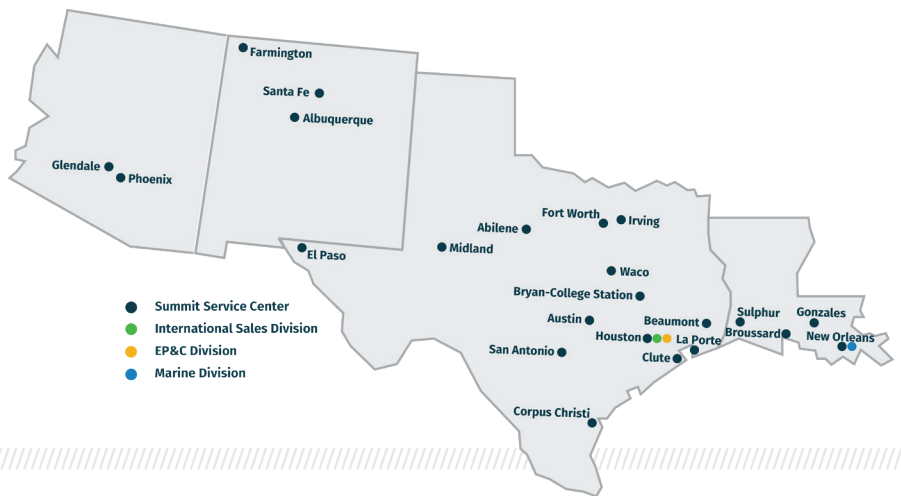 Farmington
Santa Fe
Albuquerque
Glendale
Phoenix
Fort Worth
Irving
Abilene
Midland
El Paso
Waco
Bryan-College Station
Summit Service Center
International Sales Division
EP&C Division
Marine Division
Austin
Beaumont
Sulphur
Gonzales
Houston
La Porte
Broussard
New Orleans
San Antonio
Clute
Corpus Christi